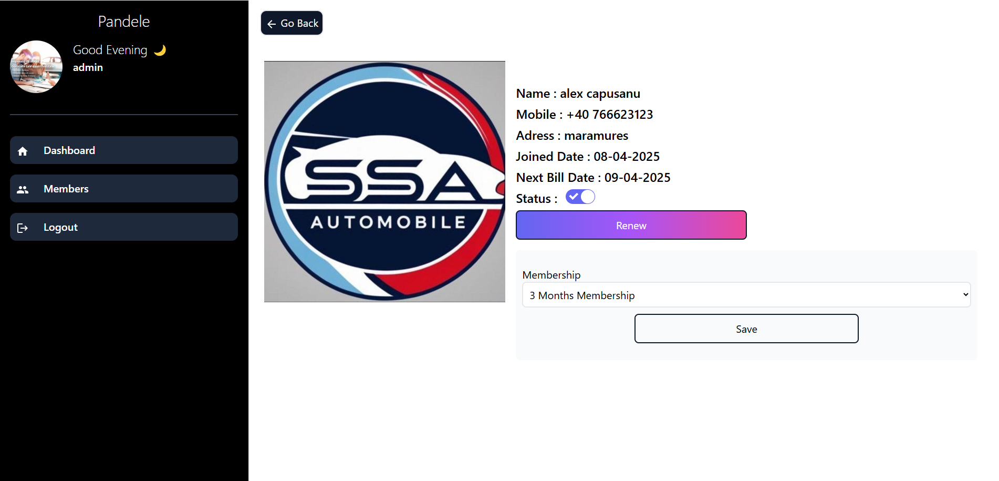 Pandele
Good Evening 🌙
admin
Dashboard
Members
Logout
Go Back
SSA
AUTOMOBILE
Name : alex capusanu
Mobile : +40 766623123
Adress : maramures
Joined Date : 08-04-2025
Next Bill Date : 09-04-2025
Status :
Renew
Membership
3 Months Membership
Save